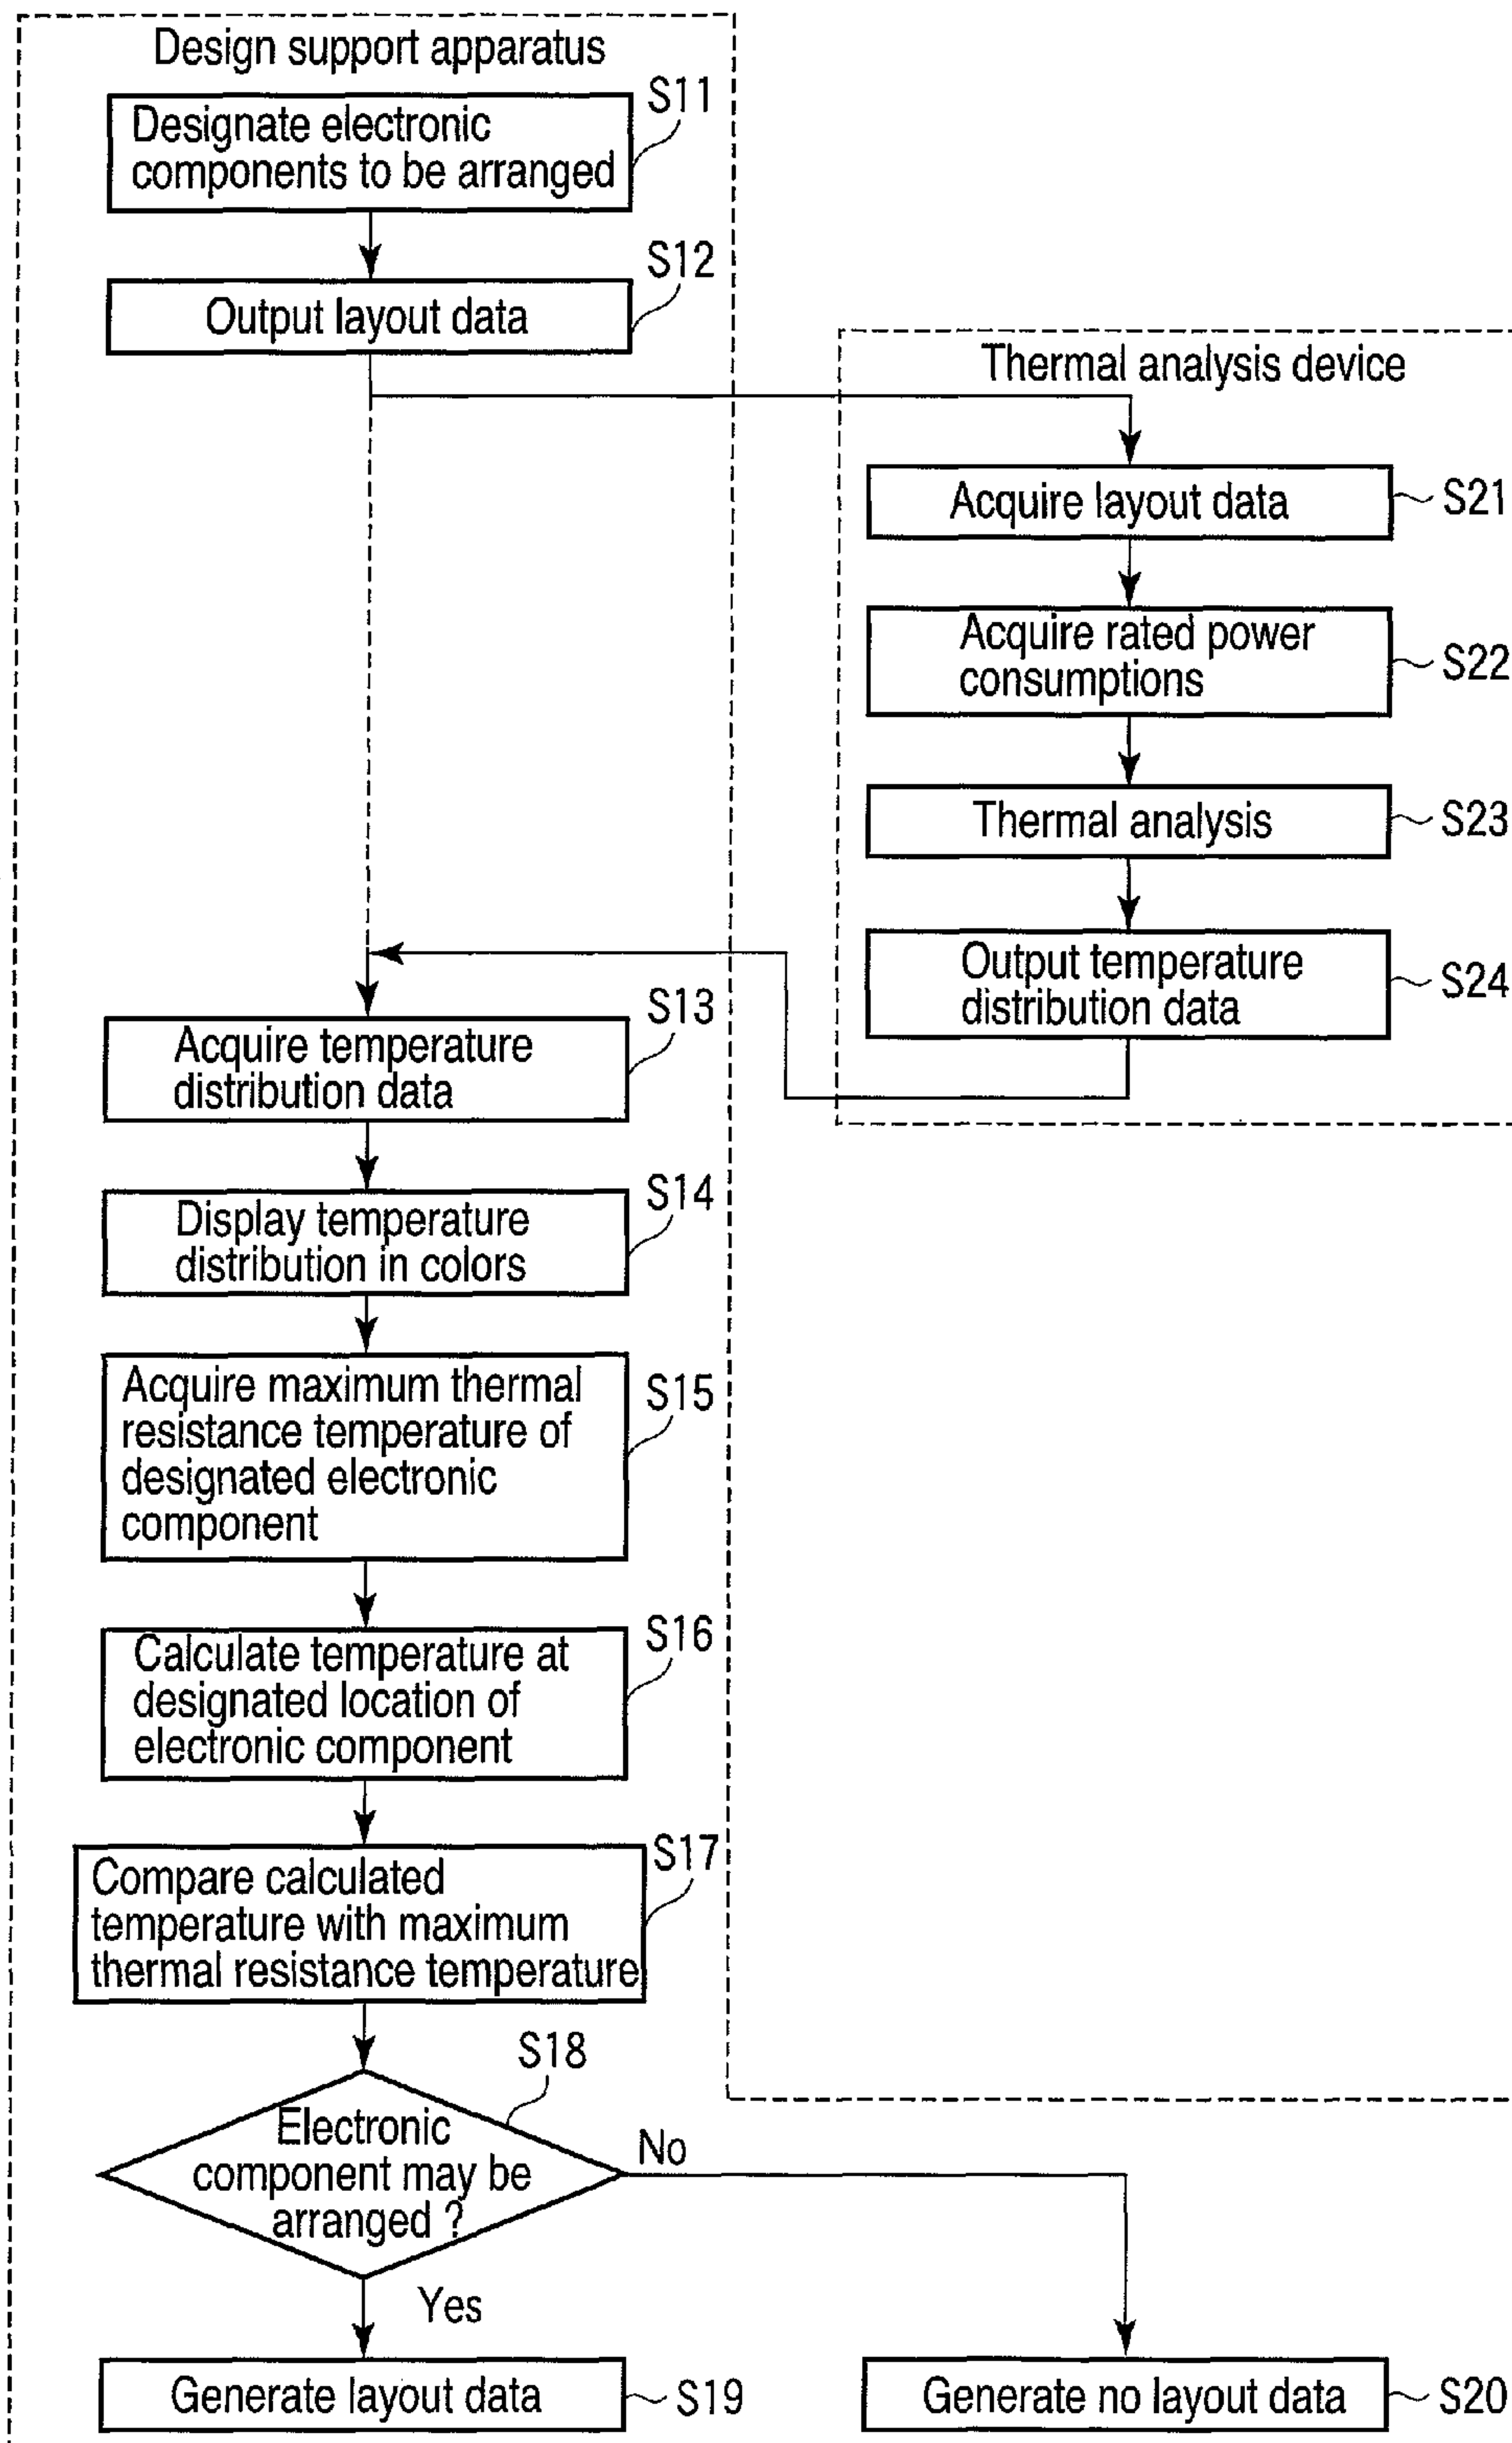 Design support apparatus
S11
Designate electronic
components to be arranged
S12
Output layout data
Thermal analysis device
Acquire layout data
S21
Acquire rated power
consumptions
S22
Thermal analysis
S23
Output temperature
distribution data
S24
S13
Acquire temperature
distribution data
S14
Display temperature
distribution in colors
S15
Acquire maximum thermal
resistance temperature of
designated electronic
component
S16
Calculate temperature at
designated location of
electronic component
S17
Compare calculated
temperature with maximum
thermal resistance temperature
S18
Electronic
component may be
arranged ?
No
Yes
Generate layout data
S19
Generate no layout data
S20